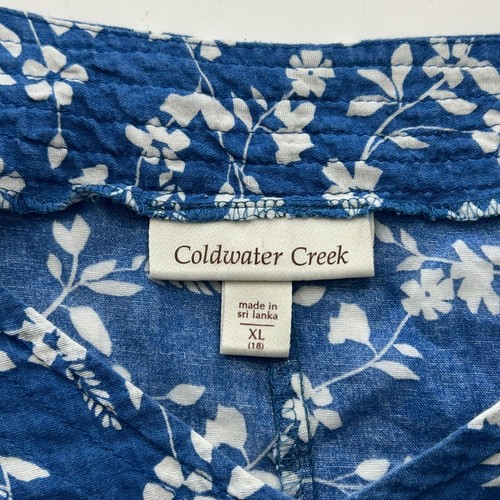 Coldwater Creek
made in
sri lanka
XL
(18)